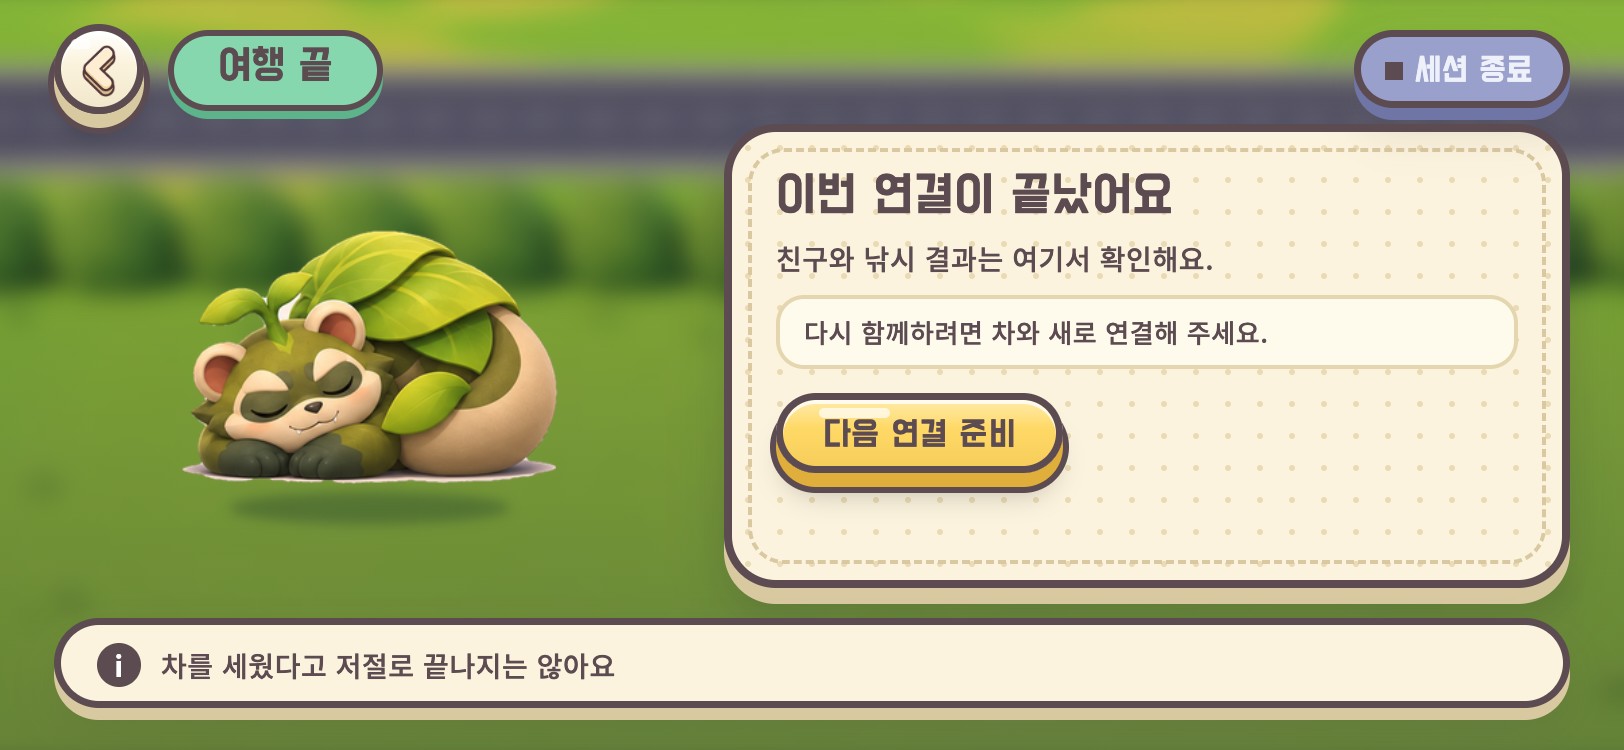 여행 끝
세션 종료
이번 연결이 끝났어요
친구와 낚시 결과는 여기서 확인해요.
다시 함께하려면 차와 새로 연결해 주세요.
다음 연결 준비
차를 세웠다고 저절로 끝나지는 않아요